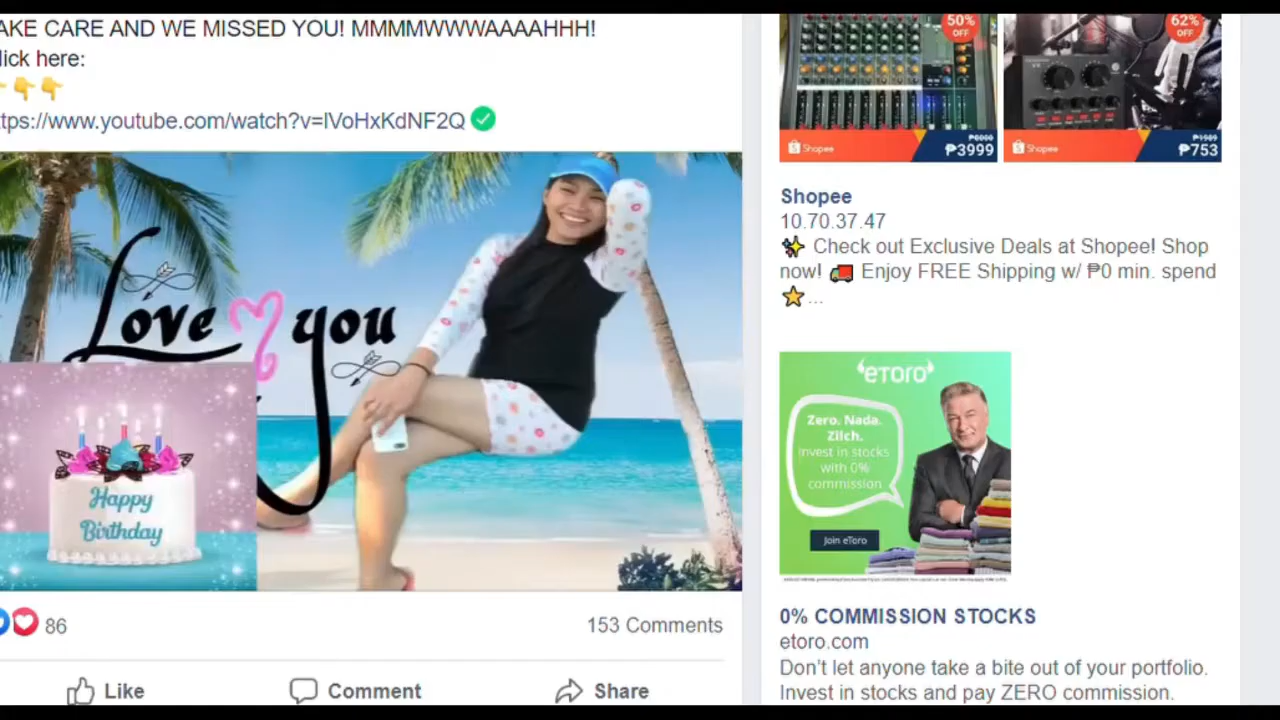 AKE CARE AND WE MISSED YOU! MMMMWWWAAAAHHH!
lick here:
ttps://www.youtube.com/watch?v=lVoHxKdNF2Q
Love you
Happy
Birthday
86
153 Comments
Like
Comment
Share
50%
OFF
Shopee
₱3999
62%
OFF
Shopee
₱753
Shopee
10.70.37.47
✨ Check out Exclusive Deals at Shopee! Shop
now! 🚚 Enjoy FREE Shipping w/ ₱0 min. spend
⭐...
eToro
Zero. Nada.
Zilch.
Invest in stocks
with 0%
commission
Join eToro
0% COMMISSION STOCKS
etoro.com
Don't let anyone take a bite out of your portfolio.
Invest in stocks and pay ZERO commission.